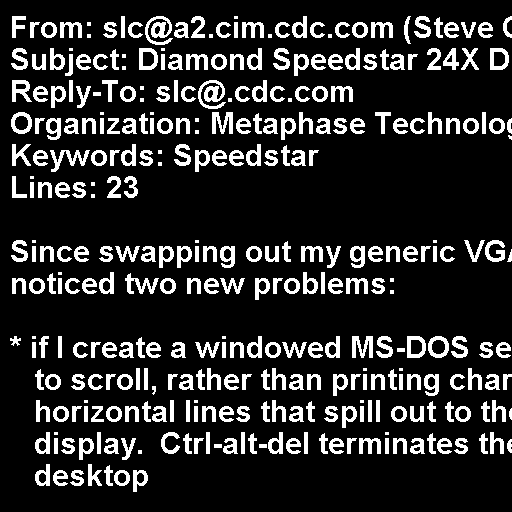 From: slc@a2.cim.cdc.com (Steve
Subject: Diamond Speedstar 24X D
Reply-To: slc@.cdc.com
Organization: Metaphase Technolog
Keywords: Speedstar
Lines: 23

Since swapping out my generic VGA
noticed two new problems:

* if I create a windowed MS-DOS se
to scroll, rather than printing char
horizontal lines that spill out to the
display.  Ctrl-alt-del terminates the
desktop